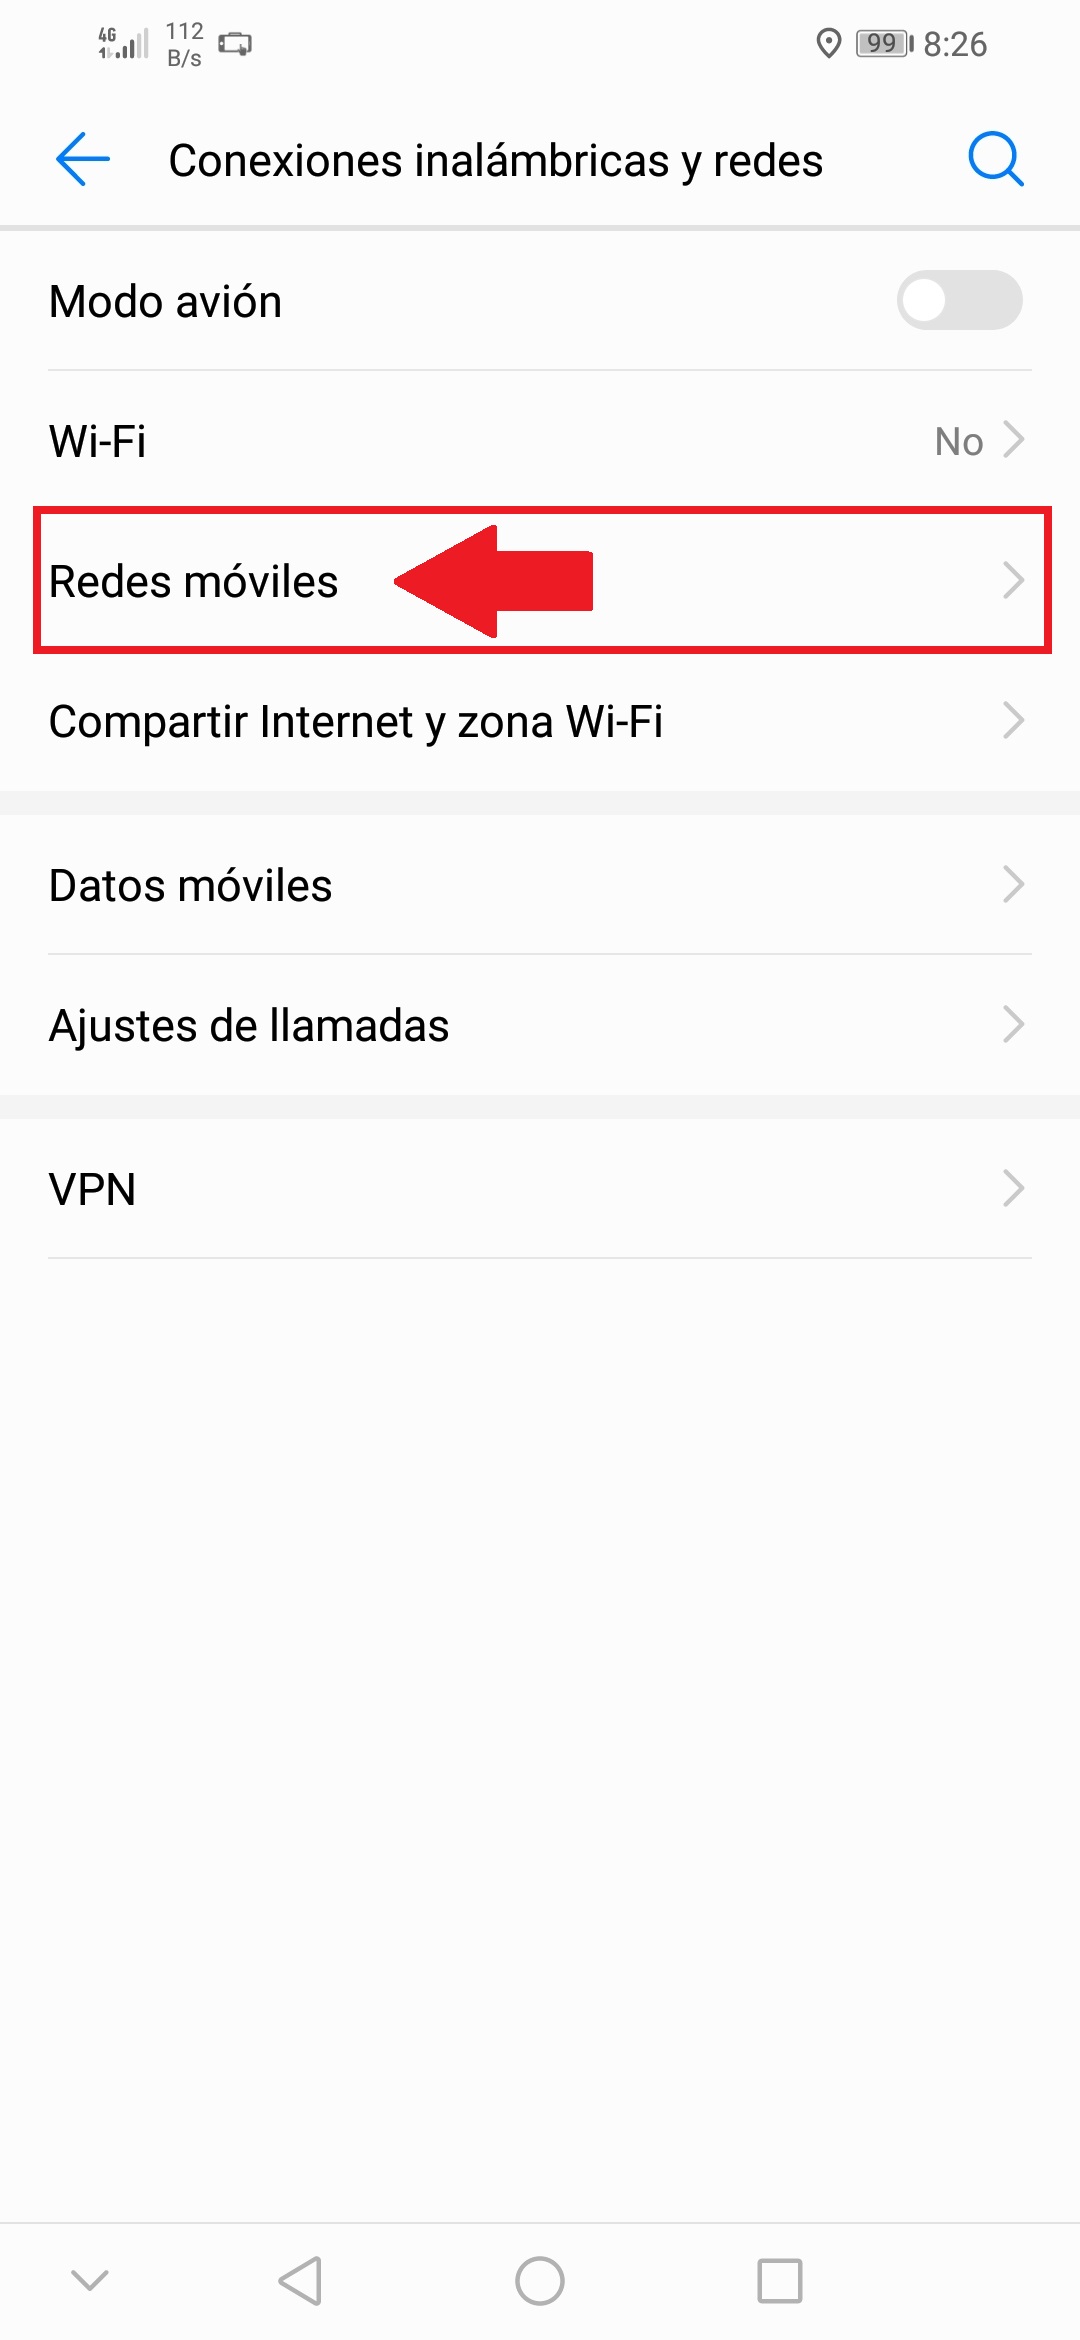 4G 112 99 8:26
1 B/s
Conexiones inalámbricas y redes
Modo avión
Wi-Fi No
Redes móviles
Compartir Internet y zona Wi-Fi
Datos móviles
Ajustes de llamadas
VPN